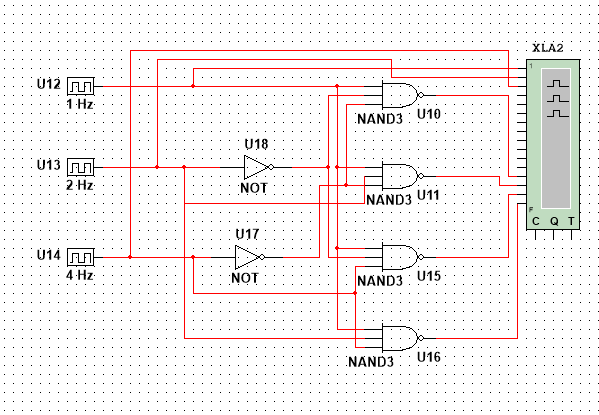 XLA2
U12
1 Hz
1
NAND3
U10
U18
U13
2 Hz
NOT
NAND3
U11
F
C Q T
U17
U14
4 Hz
NOT
NAND3
U15
NAND3
U16